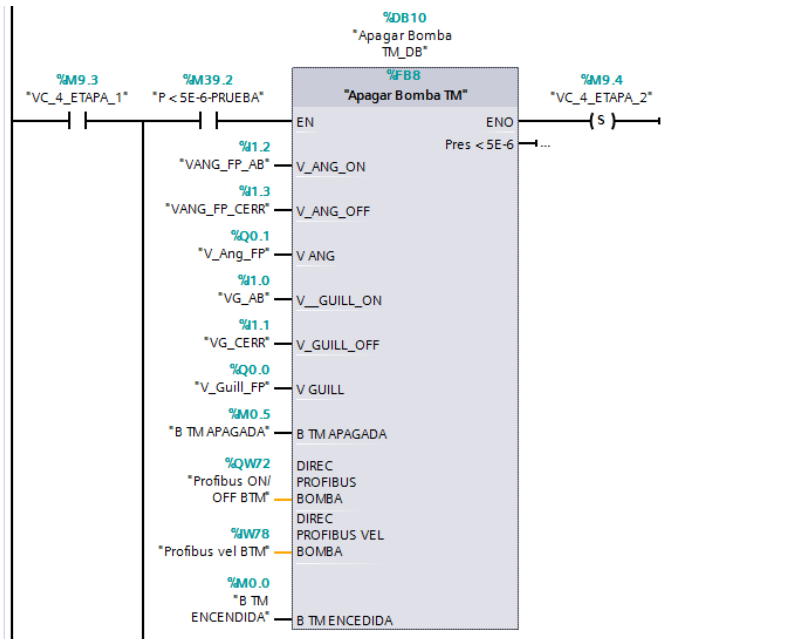 %DB10
"Apagar Bomba
TM_DB"
%M9.3
"VC_4_ETAPA_1"
%M39.2
"P < 5E-6-PRUEBA"
%FB8
"Apagar Bomba TM"
%M9.4
"VC_4_ETAPA_2"
EN
ENO
S
Pres < 5E-6
...
%I1.2
"VANG_FP_AB"
V_ANG_ON
%I1.3
"VANG_FP_CERR"
V_ANG_OFF
%Q0.1
"V_Ang_FP"
V ANG
%I1.0
"VG_AB"
V__GUILL_ON
%I1.1
"VG_CERR"
V_GUILL_OFF
%Q0.0
"V_Guill_FP"
V GUILL
%M0.5
"B TM APAGADA"
B TM APAGADA
%QW72
"Profibus ON/
OFF BTM"
DIREC
PROFIBUS
BOMBA
%IW78
"Profibus vel BTM"
DIREC
PROFIBUS VEL
BOMBA
%M0.0
"B TM
ENCENDIDA"
B TM ENCEDIDA